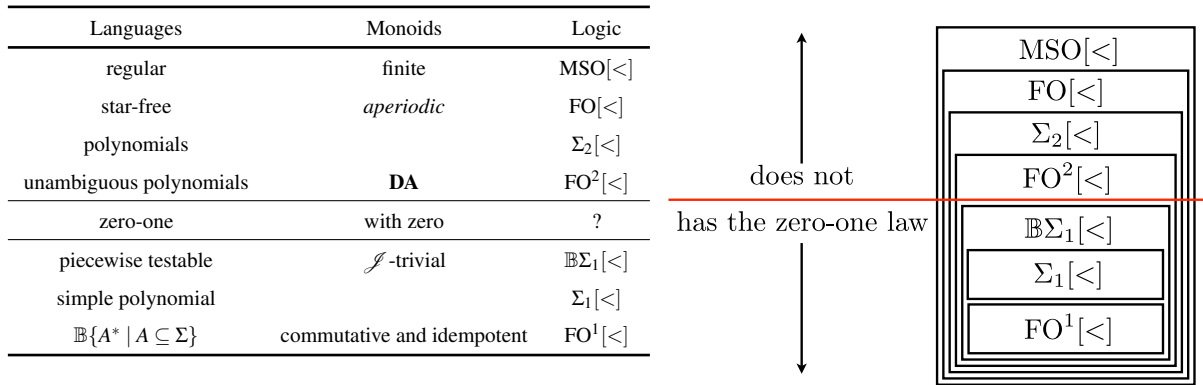 Languages Monoids Logic
regular finite MSO[<]
star-free aperiodic FO[<]
polynomials Σ₂[<]
unambiguous polynomials DA FO²[<]
zero-one with zero ?
piecewise testable 𝒥-trivial 𝔹Σ₁[<]
simple polynomial Σ₁[<]
𝔹{A* | A ⊆ Σ} commutative and idempotent FO¹[<]
MSO[<]
FO[<]
Σ₂[<]
does not
FO²[<]
has the zero-one law
𝔹Σ₁[<]
Σ₁[<]
FO¹[<]